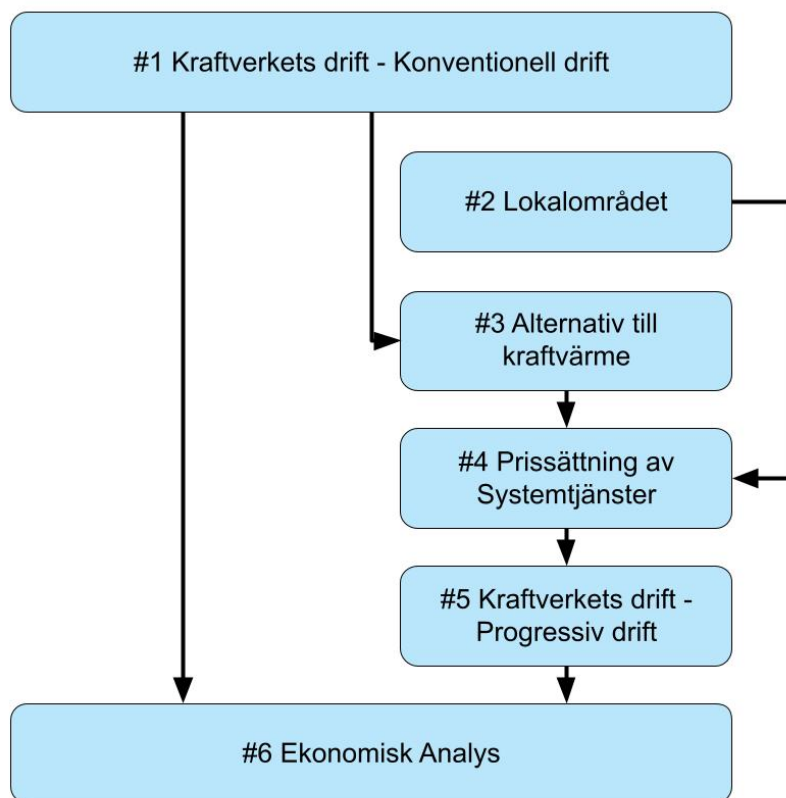 #1 Kraftverkets drift - Konventionell drift
#2 Lokalområdet
#3 Alternativ till
kraftvärme
#4 Prissättning av
Systemtjänster
#5 Kraftverkets drift -
Progressiv drift
#6 Ekonomisk Analys